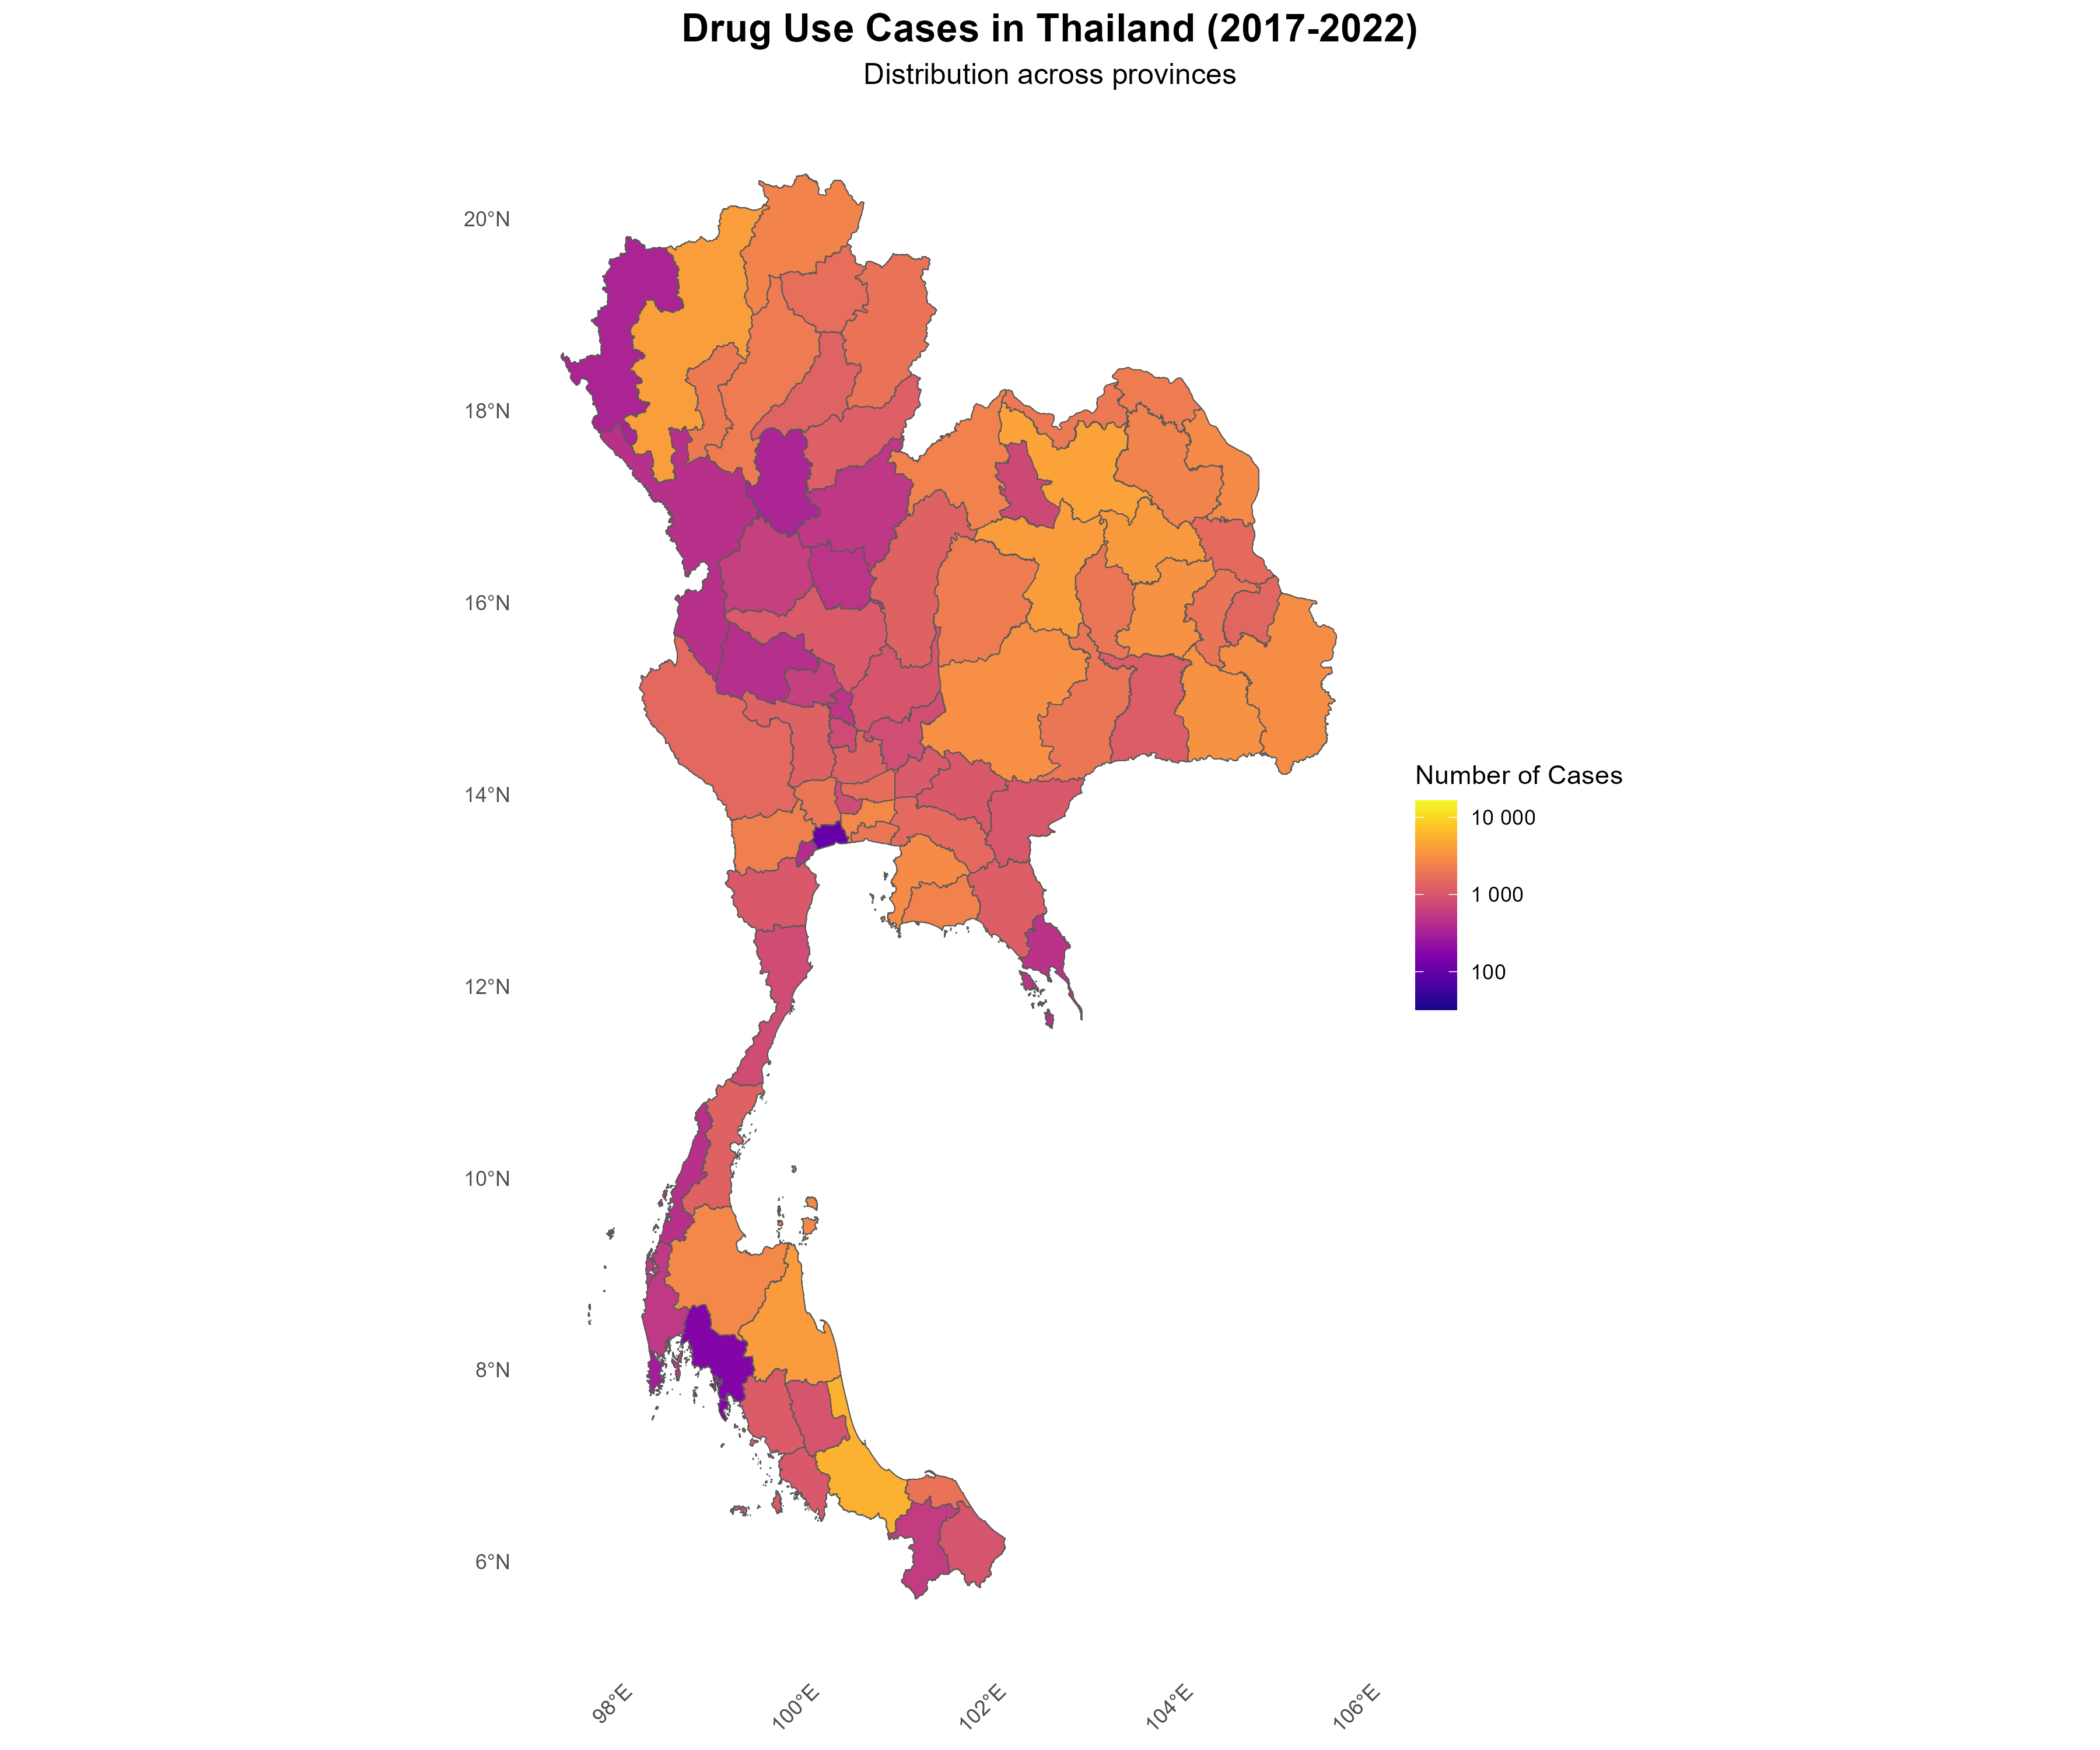 Drug Use Cases in Thailand (2017-2022)
Distribution across provinces
20°N
18°N
16°N
14°N
12°N
10°N
8°N
6°N
98°E
100°E
102°E
104°E
106°E
Number of Cases
10 000
1 000
100